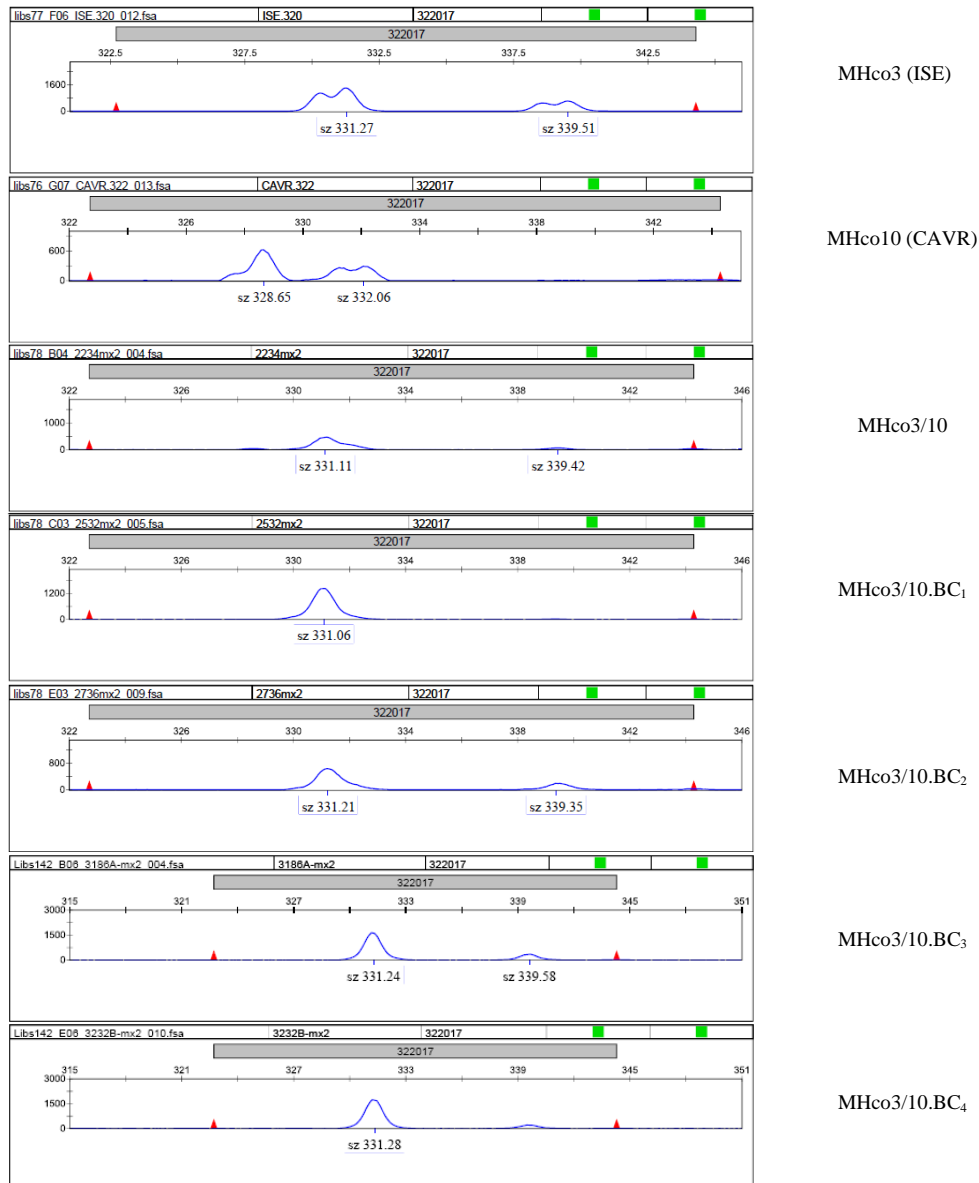 libs77_F06_ISE.320_012.fsa ISE.320 322017
322017
322.5 327.5 332.5 337.5 342.5
1600
0
sz 331.27 sz 339.51
MHco3 (ISE)
libs76_G07_CAVR.322_013.fsa CAVR.322 322017
322017
322 326 330 334 338 342
600
0
sz 328.65 sz 332.06
MHco10 (CAVR)
libs78_B04_2234mx2_004.fsa 2234mx2 322017
322017
322 326 330 334 338 342 346
1000
0
sz 331.11 sz 339.42
MHco3/10
libs78_C03_2532mx2_005.fsa 2532mx2 322017
322017
322 326 330 334 338 342 346
1200
0
sz 331.06
MHco3/10.BC1
libs78_E03_2736mx2_009.fsa 2736mx2 322017
322017
322 326 330 334 338 342 346
800
0
sz 331.21 sz 339.35
MHco3/10.BC2
Libs142_B06_3186A-mx2_004.fsa 3186A-mx2 322017
322017
315 321 327 333 339 345 351
3000
1500
0
sz 331.24 sz 339.58
MHco3/10.BC3
Libs142_E06_3232B-mx2_010.fsa 3232B-mx2 322017
322017
315 321 327 333 339 345 351
3000
1500
0
sz 331.28
MHco3/10.BC4